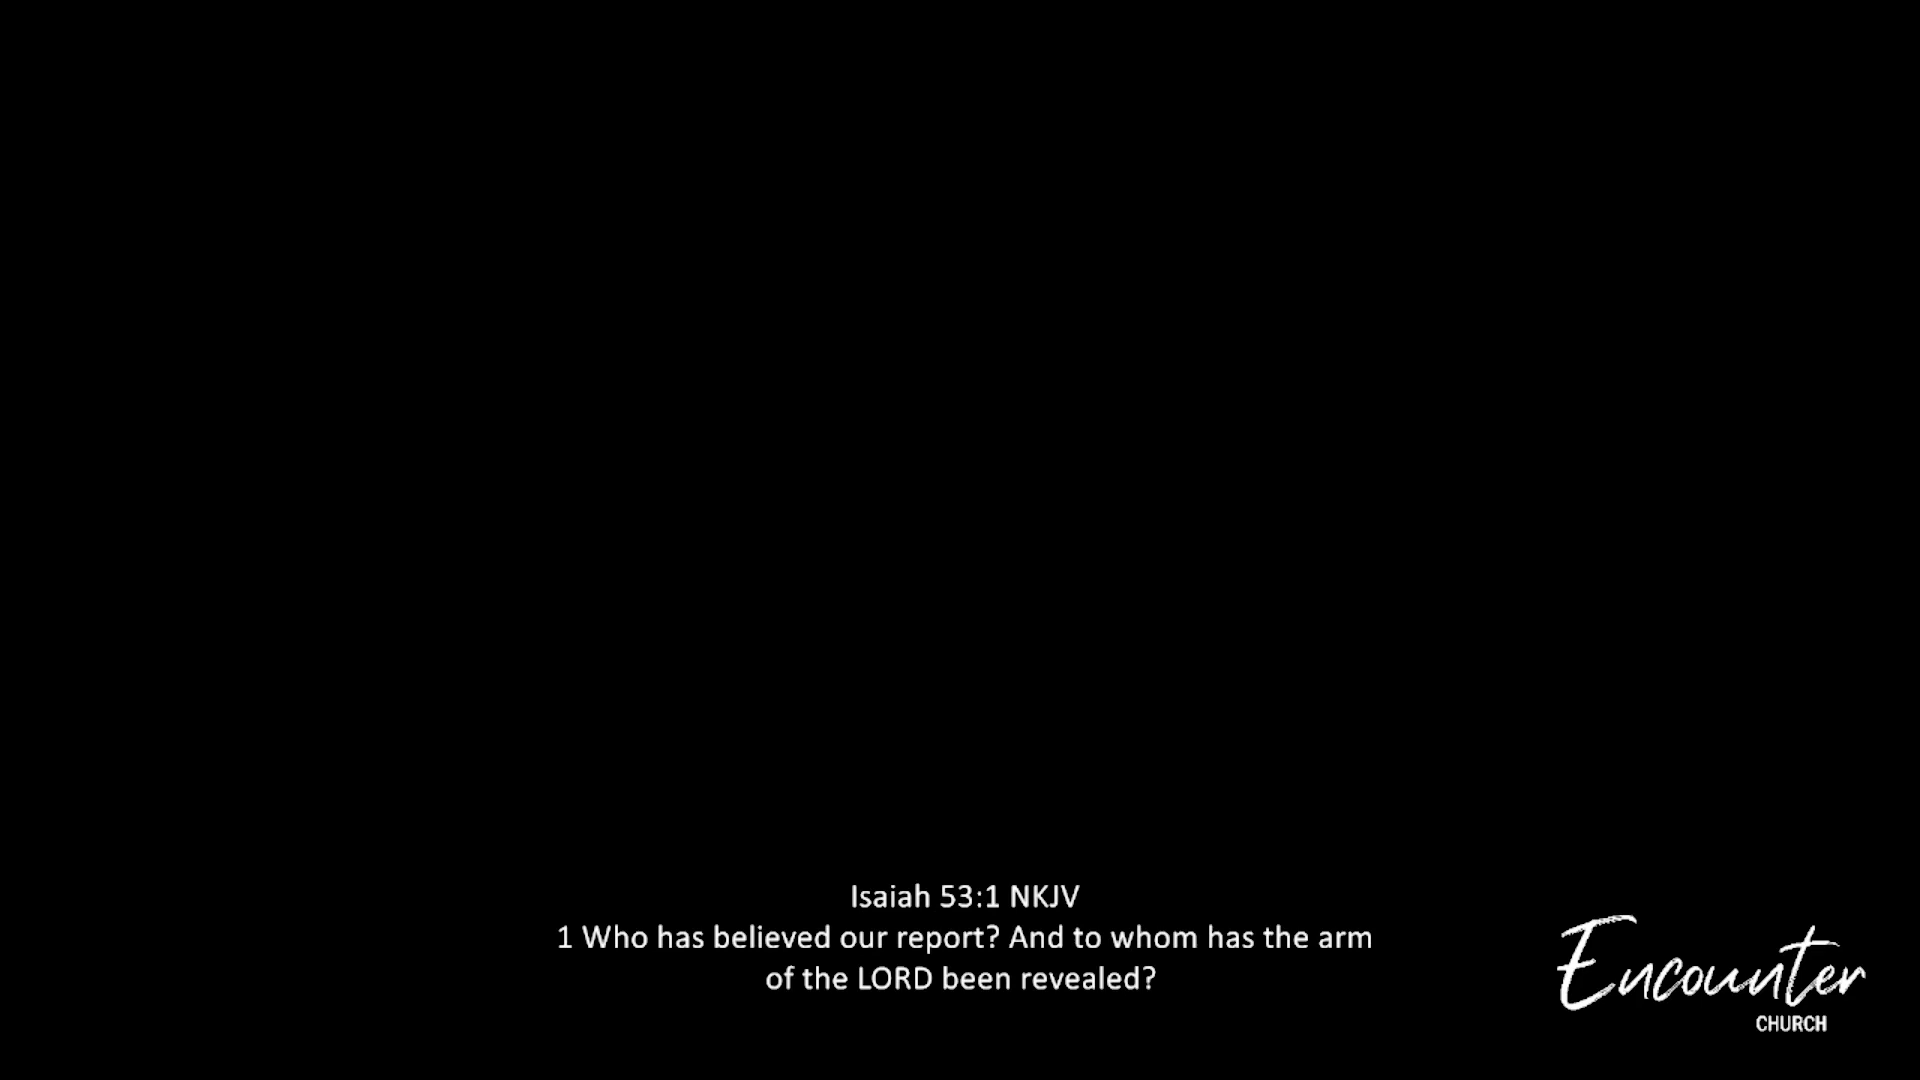 Isaiah 53:1 NKJV
1 Who has believed our report? And to whom has the arm
of the LORD been revealed?
Encounter
CHURCH